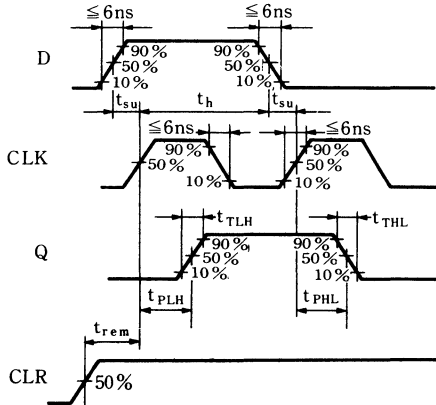 ≦6ns ≦6ns
D 90% 90%
50% 50%
10% 10%
tsu th tsu
≦6ns ≦6ns
CLK 90% 90%
50% 50%
10% 10%
tTLH tTHL
Q 90% 90%
50% 50%
10% 10%
tPLH tPHL
trem
CLR 50%